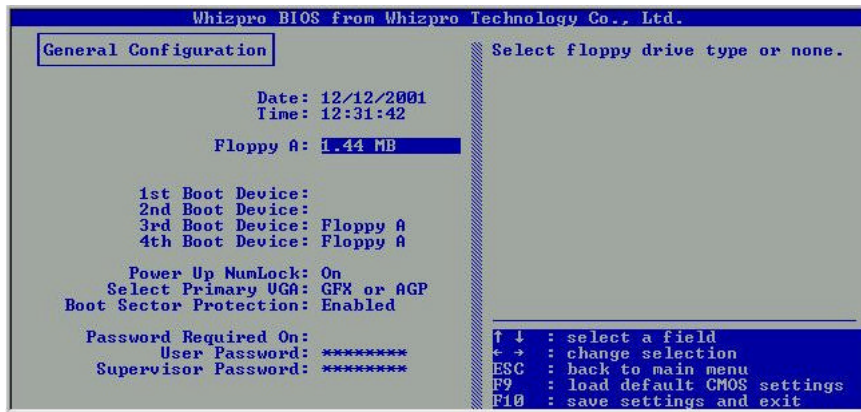 Whizpro BIOS from Whizpro Technology Co., Ltd.
General Configuration
Date: 12/12/2001
Time: 12:31:42
Floppy A: 1.44 MB
1st Boot Device:
2nd Boot Device:
3rd Boot Device: Floppy A
4th Boot Device: Floppy A
Power Up NumLock: On
Select Primary VGA: GFX or AGP
Boot Sector Protection: Enabled
Password Required On:
User Password: ********
Supervisor Password: ********
Select floppy drive type or none.
↑ ↓ : select a field
← → : change selection
ESC : back to main menu
F9 : load default CMOS settings
F10 : save settings and exit